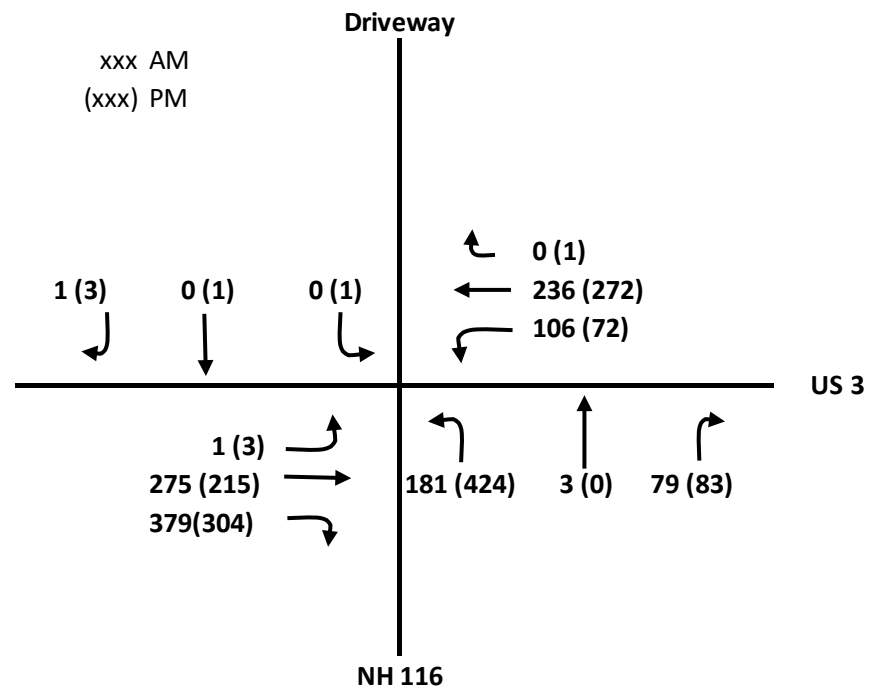 Driveway
xxx AM
(xxx) PM
0 (1)
1 (3) 0 (1) 0 (1) 236 (272)
106 (72)
US 3
1 (3)
275 (215) 181 (424) 3 (0) 79 (83)
379(304)
NH 116